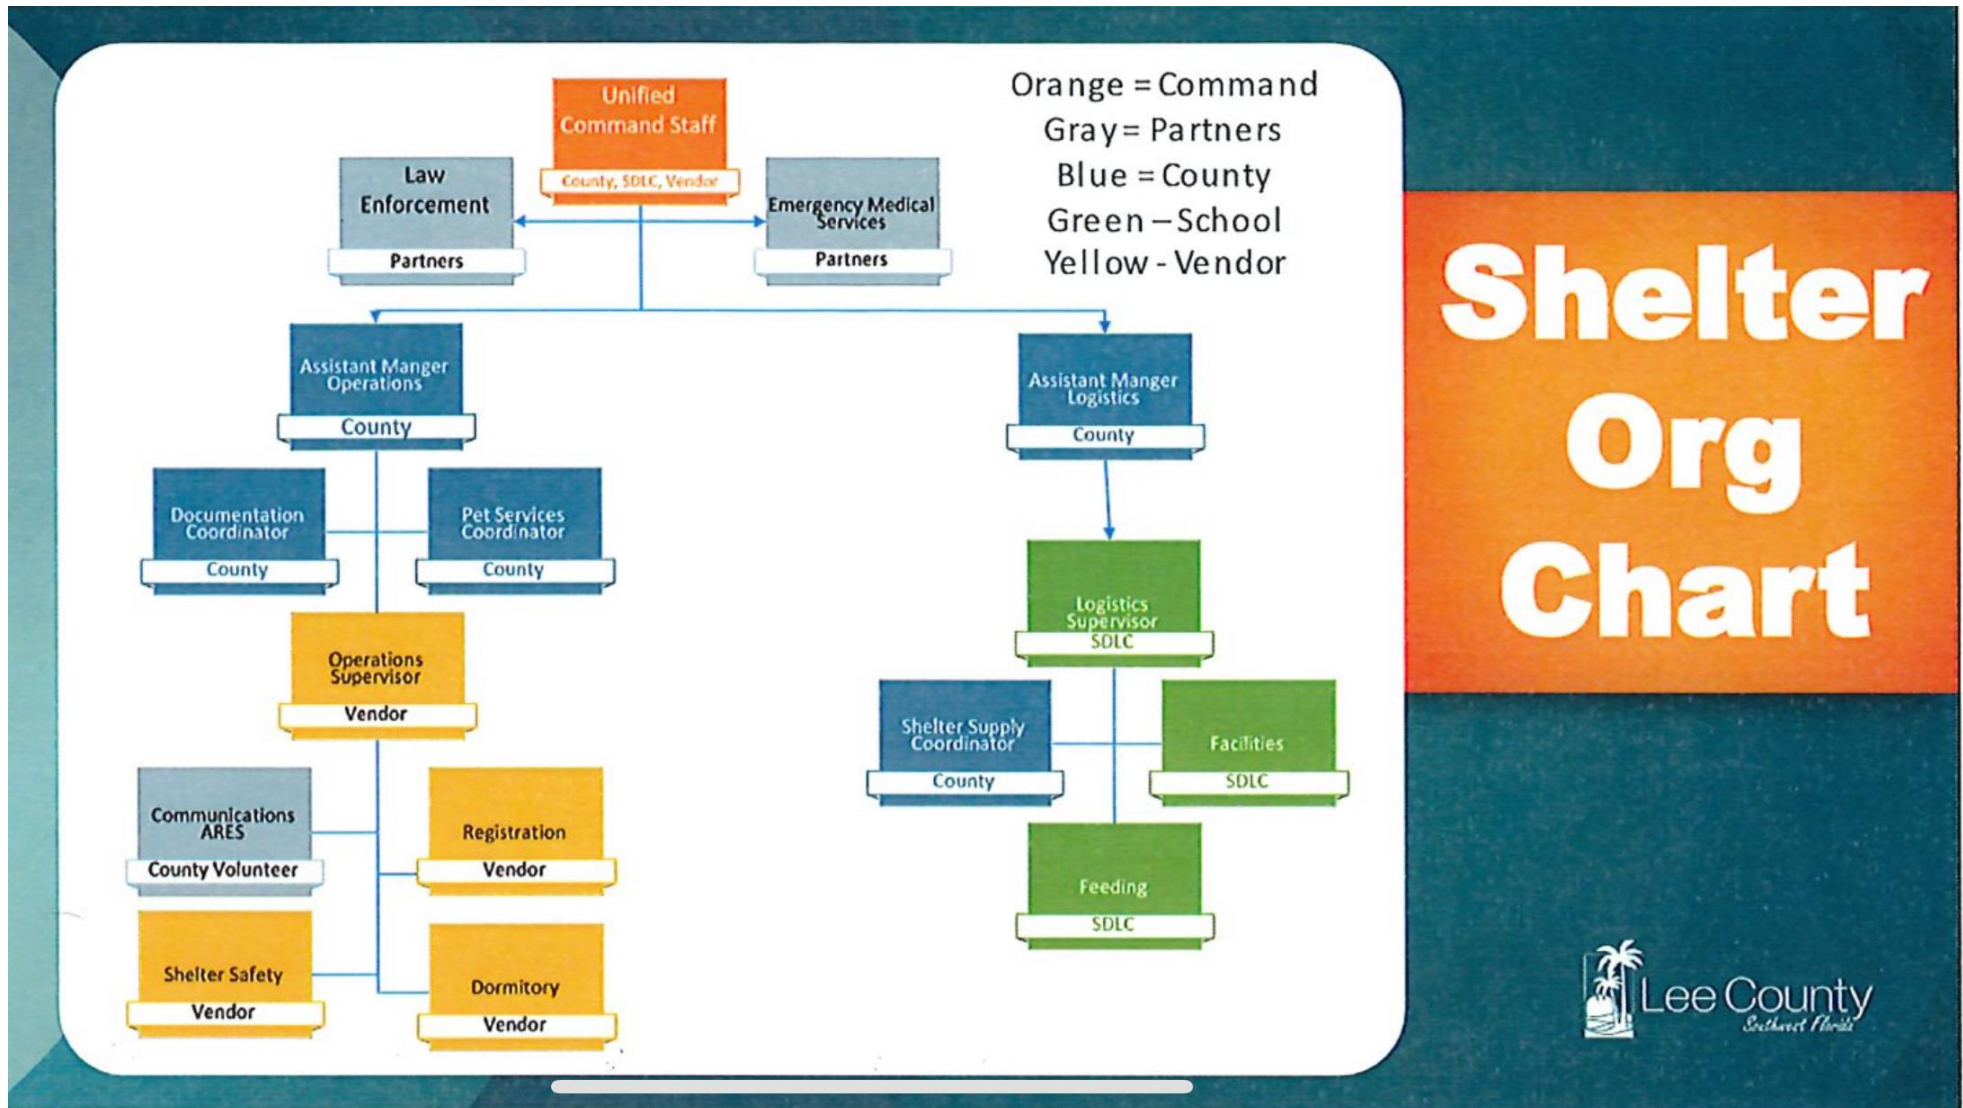 Unified
Command Staff
County, SDLC, Vendor
Orange = Command
Gray = Partners
Blue = County
Green – School
Yellow - Vendor
Law
Enforcement
Partners
Emergency Medical
Services
Partners
Shelter
Org
Chart
Assistant Manger
Operations
County
Assistant Manger
Logistics
County
Documentation
Coordinator
County
Pet Services
Coordinator
County
Logistics
Supervisor
SDLC
Operations
Supervisor
Vendor
Shelter Supply
Coordinator
County
Facilities
SDLC
Communications
ARES
County Volunteer
Registration
Vendor
Feeding
SDLC
Shelter Safety
Vendor
Dormitory
Vendor
Lee County
Southwest Florida